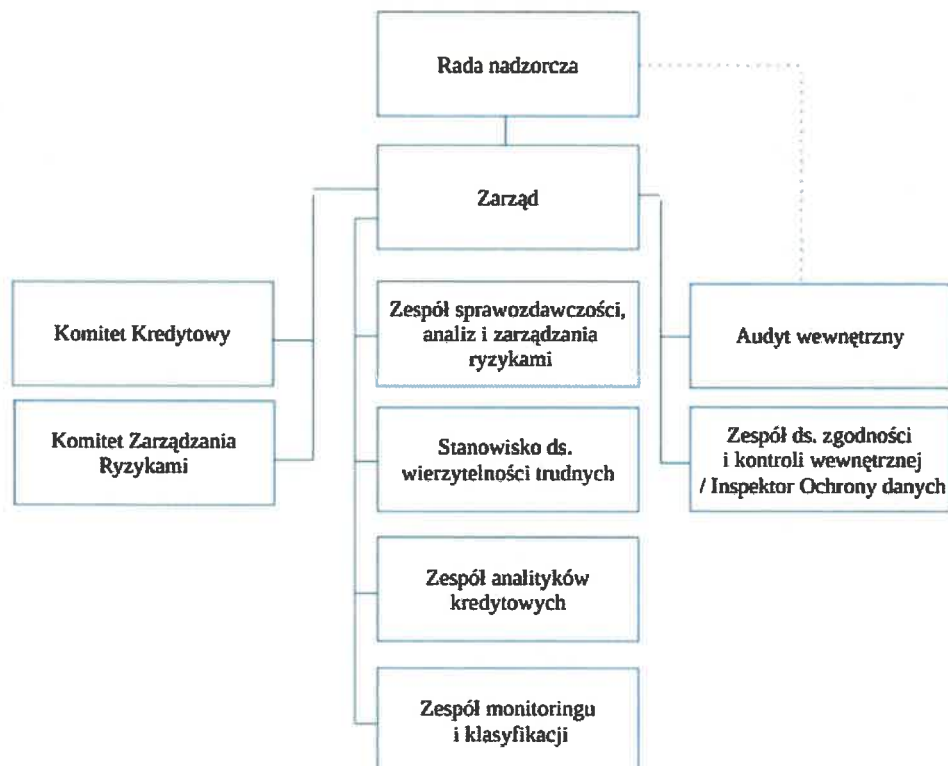 Rada nadzorcza
Zarząd
Komitet Kredytowy
Komitet Zarządzania
Ryzykami
Zespół sprawozdawczości,
analiz i zarządzania
ryzykami
Stanowisko ds.
wierzytelności trudnych
Zespół analityków
kredytowych
Zespół monitoringu
i klasyfikacji
Audyt wewnętrzny
Zespół ds. zgodności
i kontroli wewnętrznej
/ Inspektor Ochrony danych